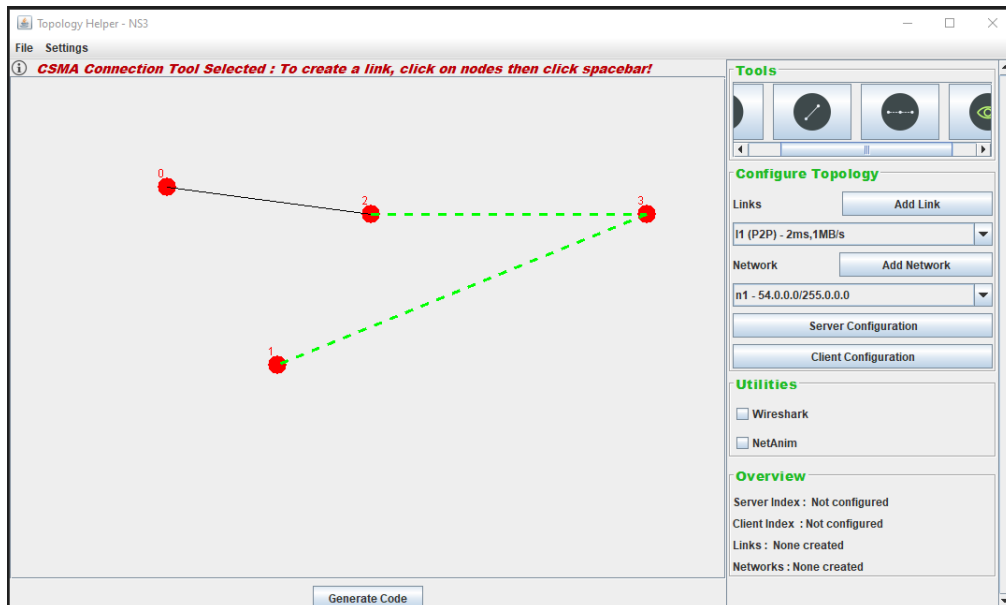 Topology Helper - NS3
File Settings
CSMA Connection Tool Selected : To create a link, click on nodes then click spacebar!
0
2
3
1
Generate Code
Tools
Configure Topology
Links Add Link
l1 (P2P) - 2ms,1MB/s
Network Add Network
n1 - 54.0.0.0/255.0.0.0
Server Configuration
Client Configuration
Utilities
Wireshark
NetAnim
Overview
Server Index : Not configured
Client Index : Not configured
Links : None created
Networks : None created